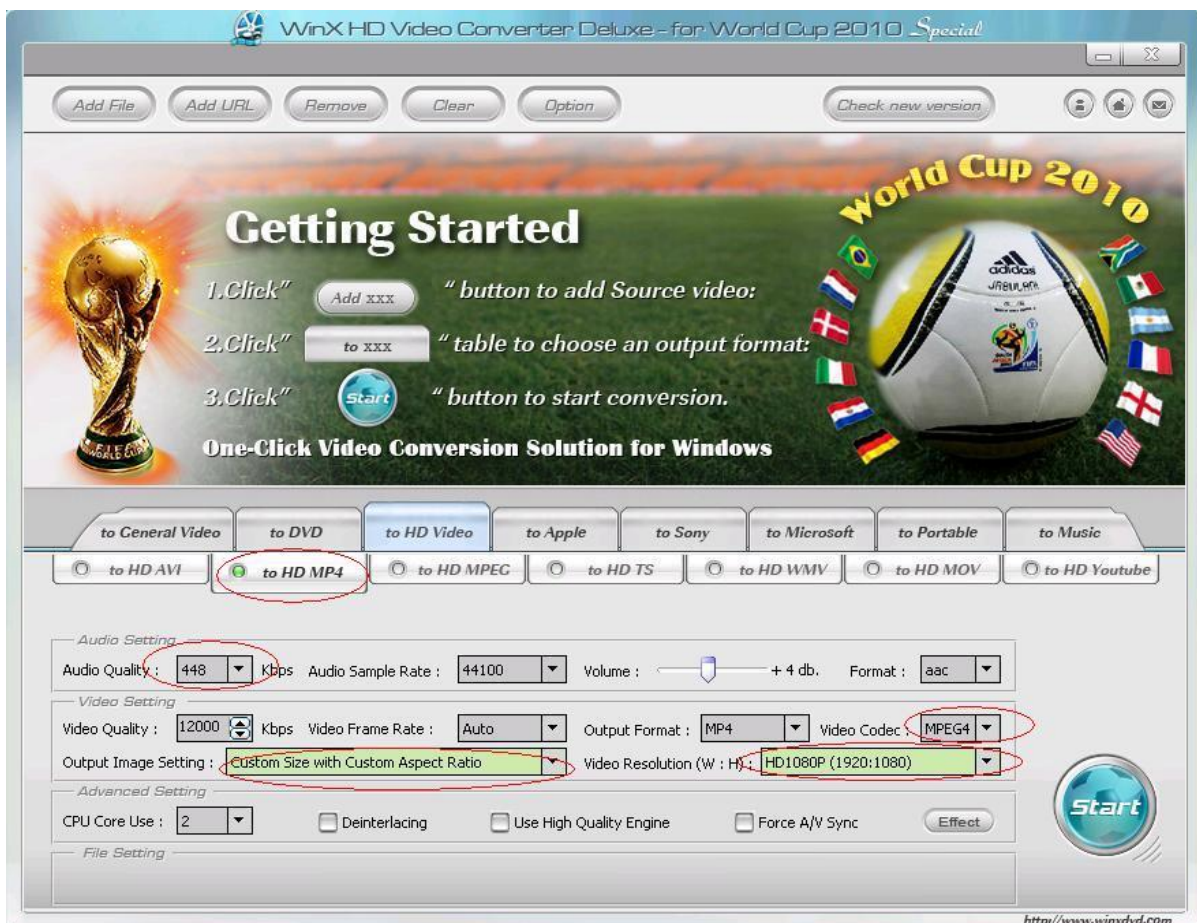 WinX HD Video Converter Deluxe - for World Cup 2010 Special
Add File Add URL Remove Clear Option Check new version
World Cup 2010
Getting Started
adidas
JABULANI
1.Click" Add xxx " button to add Source video:
2.Click" to xxx " table to choose an output format:
3.Click" Start " button to start conversion.
FIFA
WORLD CUP
One-Click Video Conversion Solution for Windows
to General Video to DVD to HD Video to Apple to Sony to Microsoft to Portable to Music
to HD AVI to HD MP4 to HD MPEG to HD TS to HD WMV to HD MOV to HD Youtube
Audio Setting
Audio Quality : 448 Kbps Audio Sample Rate : 44100 Volume : + 4 db. Format : aac
Video Setting
Video Quality : 12000 Kbps Video Frame Rate : Auto Output Format : MP4 Video Codec : MPEG4
Output Image Setting : Custom Size with Custom Aspect Ratio Video Resolution (W : H) : HD1080P (1920:1080)
Advanced Setting
CPU Core Use : 2 Deinterlacing Use High Quality Engine Force A/V Sync Effect
Start
File Setting
http://www.winxdvd.com